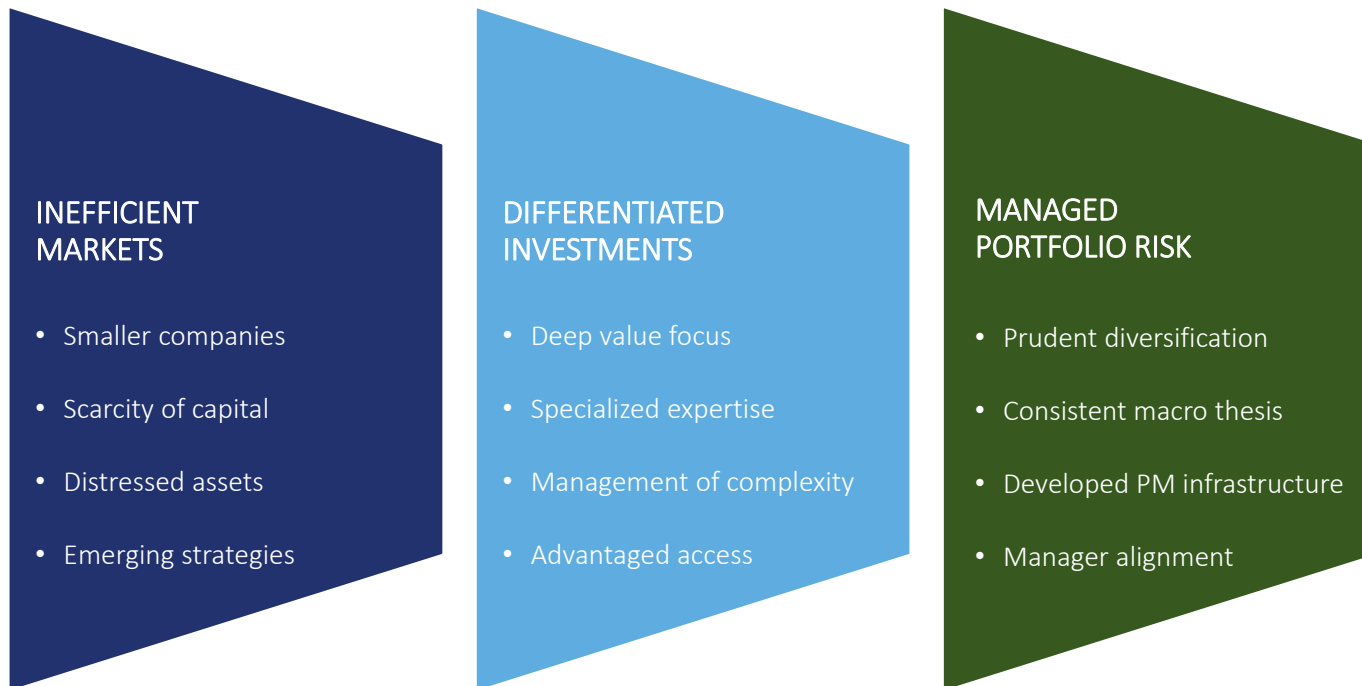 INEFFICIENT
MARKETS
• Smaller companies
• Scarcity of capital
• Distressed assets
• Emerging strategies
DIFFERENTIATED
INVESTMENTS
• Deep value focus
• Specialized expertise
• Management of complexity
• Advantaged access
MANAGED
PORTFOLIO RISK
• Prudent diversification
• Consistent macro thesis
• Developed PM infrastructure
• Manager alignment